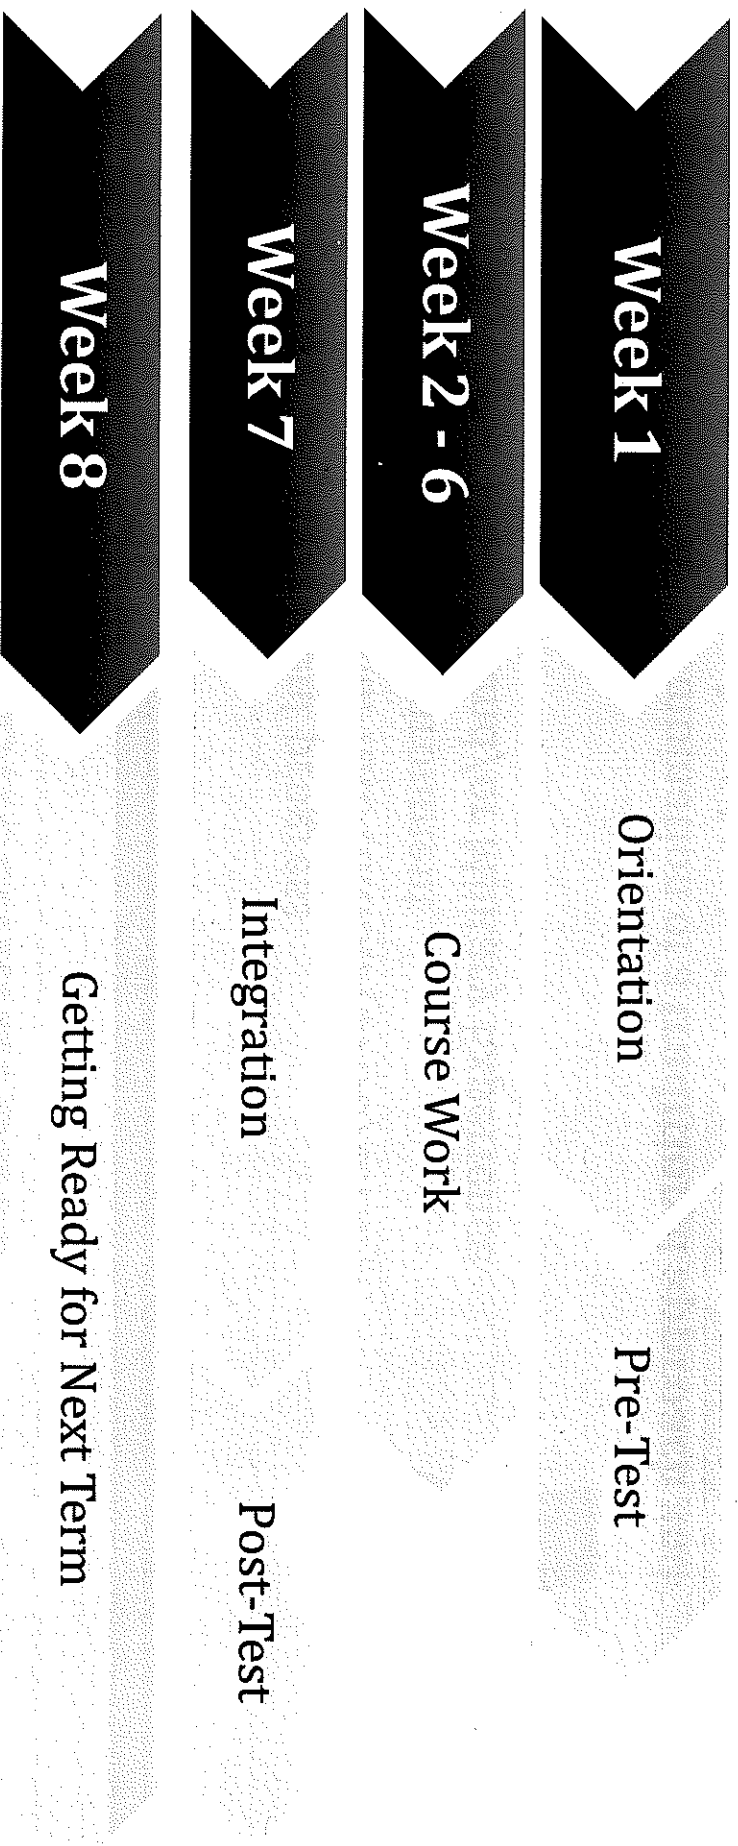 Week 1
Orientation
Pre-Test
Week 2 - 6
Course Work
Week 7
Integration
Post-Test
Week 8
Getting Ready for Next Term